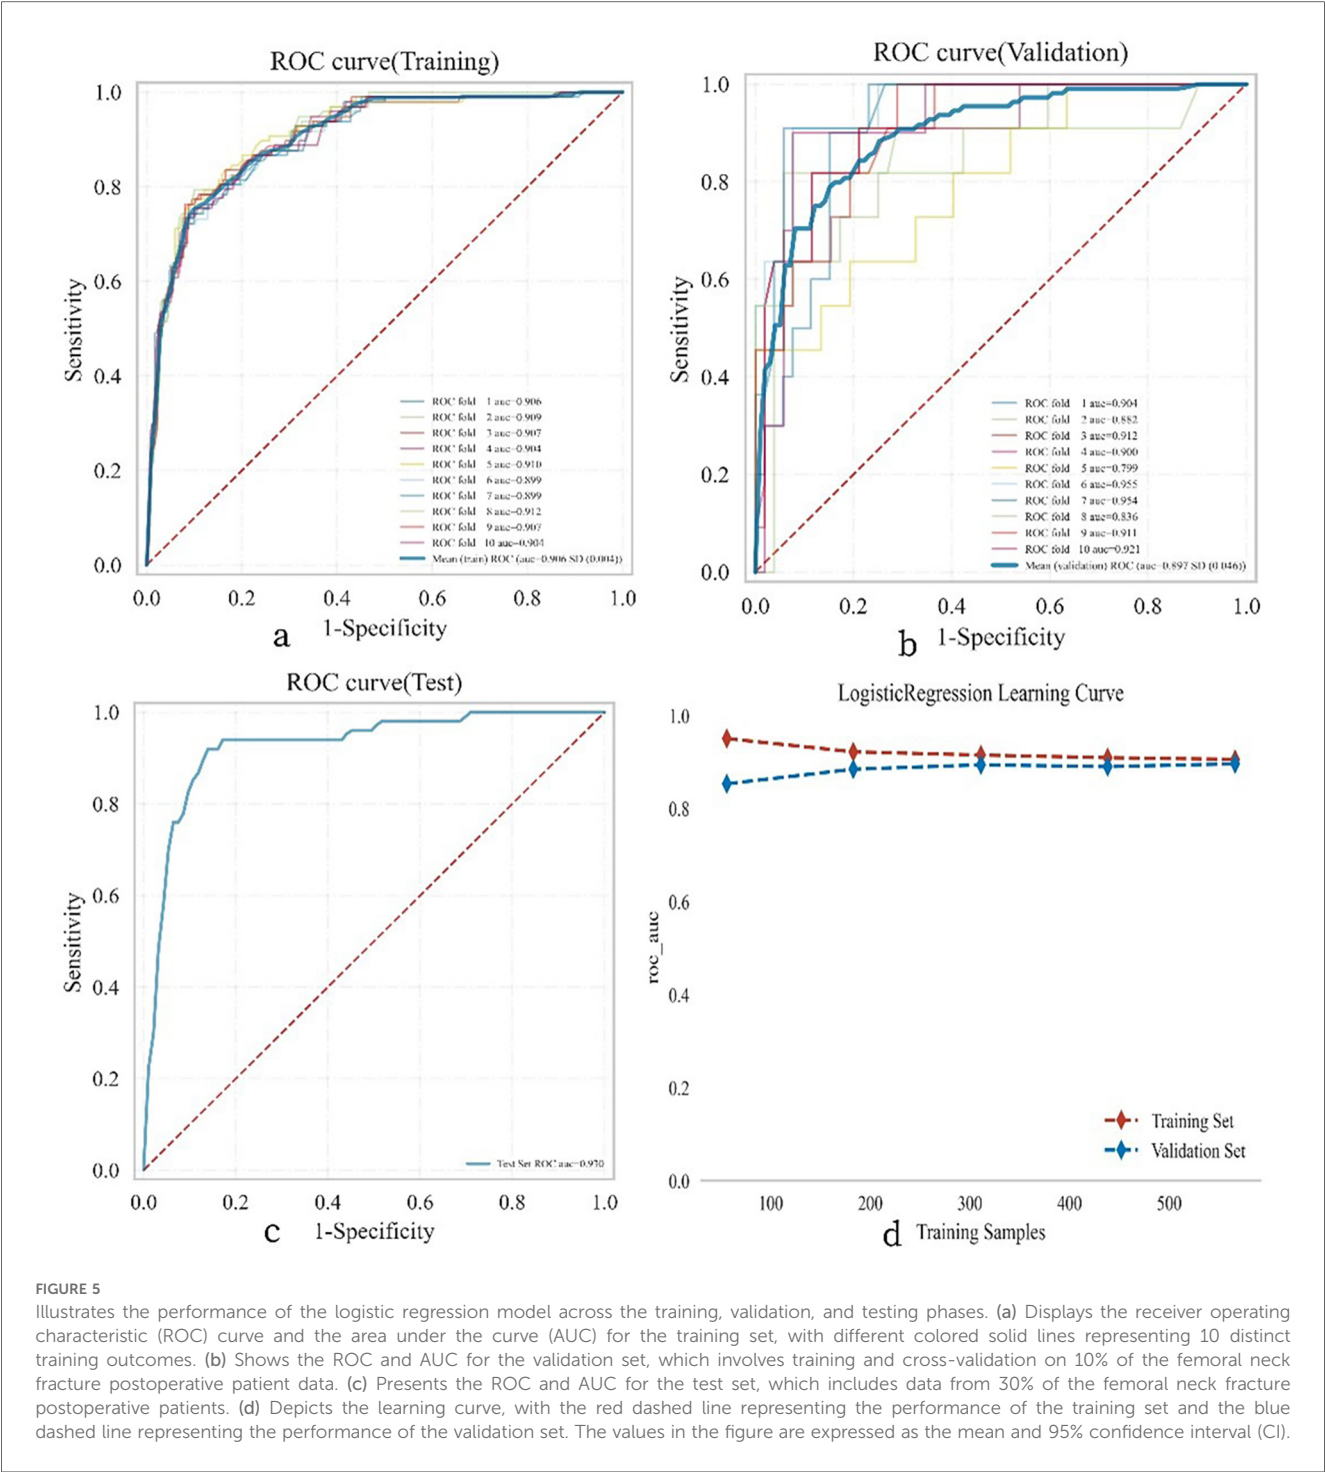 ROC curve(Training)
Sensitivity
1.0
0.8
0.6
0.4
0.2
0.0
ROC fold 1 auc=0.906
ROC fold 2 auc=0.909
ROC fold 3 auc=0.907
ROC fold 4 auc=0.904
ROC fold 5 auc=0.910
ROC fold 6 auc=0.899
ROC fold 7 auc=0.899
ROC fold 8 auc=0.912
ROC fold 9 auc=0.907
ROC fold 10 auc=0.904
Mean (train) ROC (auc=0.906 SD (0.004))
0.0 0.2 0.4 0.6 0.8 1.0
a 1-Specificity
ROC curve(Validation)
Sensitivity
1.0
0.8
0.6
0.4
0.2
0.0
ROC fold 1 auc=0.904
ROC fold 2 auc=0.882
ROC fold 3 auc=0.912
ROC fold 4 auc=0.900
ROC fold 5 auc=0.799
ROC fold 6 auc=0.955
ROC fold 7 auc=0.954
ROC fold 8 auc=0.836
ROC fold 9 auc=0.911
ROC fold 10 auc=0.921
Mean (validation) ROC (auc=0.897 SD (0.046))
0.0 0.2 0.4 0.6 0.8 1.0
b 1-Specificity
ROC curve(Test)
Sensitivity
1.0
0.8
0.6
0.4
0.2
0.0
Test Set ROC
0.0 0.2 0.4 0.6 0.8 1.0
c 1-Specificity
LogisticRegression Learning Curve
roc_auc
1.0
0.8
0.6
0.4
0.2
0.0
Training Set
Validation Set
100 200 300 400 500
d Training Samples
FIGURE 5
Illustrates the performance of the logistic regression model across the training, validation, and testing phases. (a) Displays the receiver operating
characteristic (ROC) curve and the area under the curve (AUC) for the training set, with different colored solid lines representing 10 distinct
training outcomes. (b) Shows the ROC and AUC for the validation set, which involves training and cross-validation on 10% of the femoral neck
fracture postoperative patient data. (c) Presents the ROC and AUC for the test set, which includes data from 30% of the femoral neck fracture
postoperative patients. (d) Depicts the learning curve, with the red dashed line representing the performance of the training set and the blue
dashed line representing the performance of the validation set. The values in the figure are expressed as the mean and 95% confidence interval (CI).